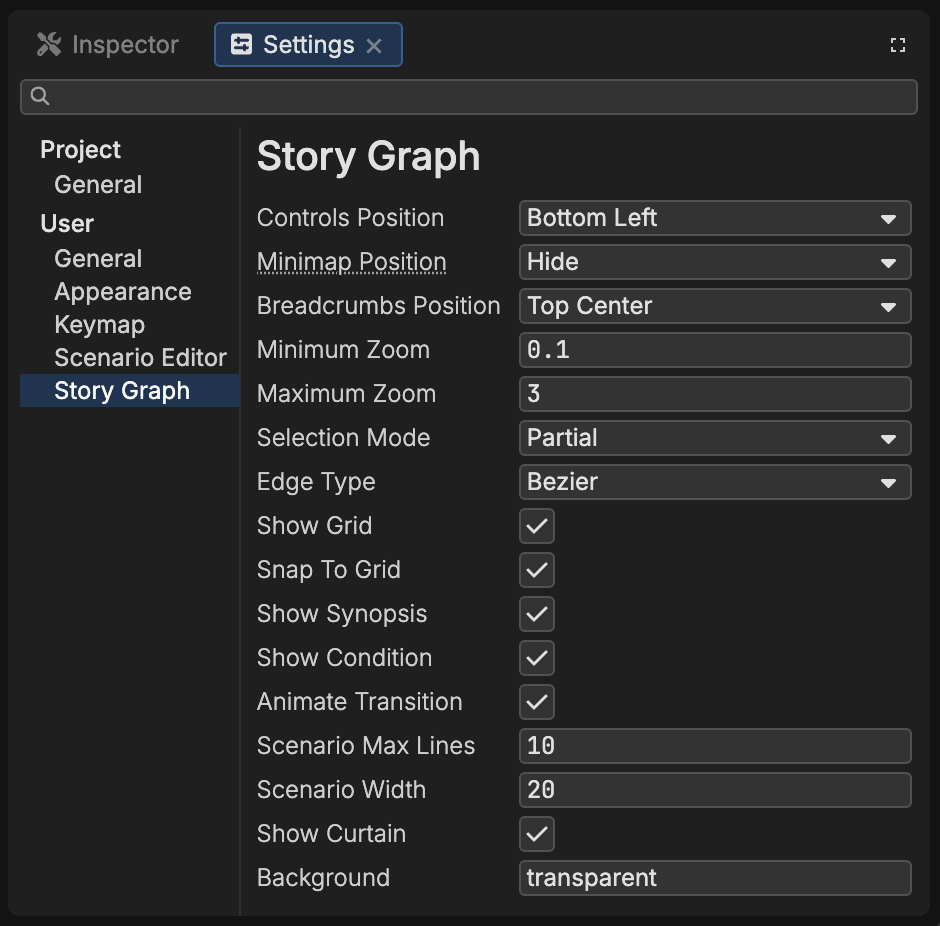 Inspector Settings
Project
General
User
General
Appearance
Keymap
Scenario Editor
Story Graph
Story Graph
Controls Position Bottom Left
Minimap Position Hide
Breadcrumbs Position Top Center
Minimum Zoom 0.1
Maximum Zoom 3
Selection Mode Partial
Edge Type Bezier
Show Grid
Snap To Grid
Show Synopsis
Show Condition
Animate Transition
Scenario Max Lines 10
Scenario Width 20
Show Curtain
Background transparent